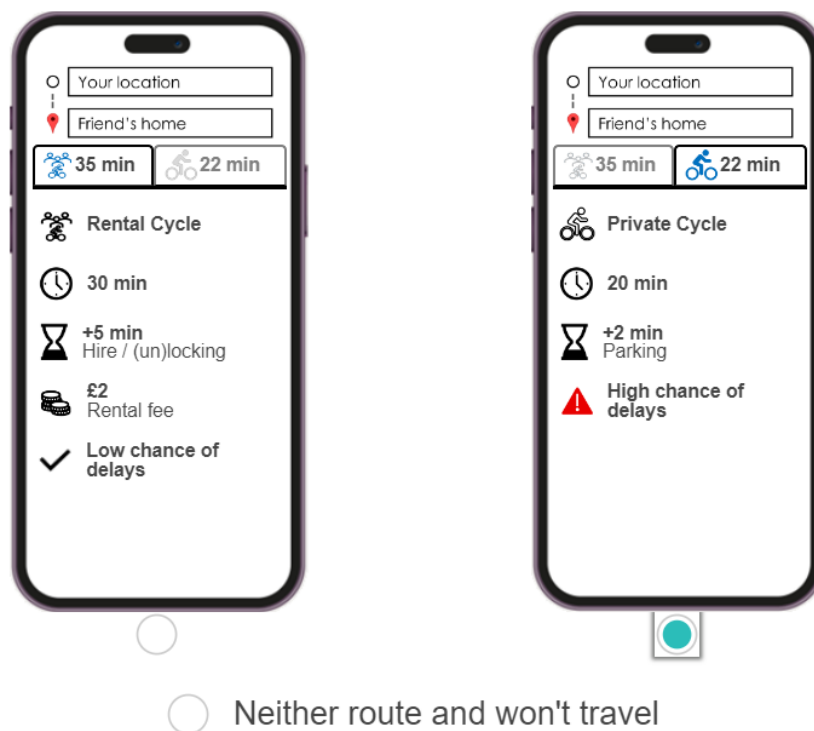 Your location
Friend's home
35 min
22 min
Rental Cycle
30 min
+5 min
Hire / (un)locking
£2
Rental fee
Low chance of
delays
Your location
Friend's home
35 min
22 min
Private Cycle
20 min
+2 min
Parking
High chance of
delays
Neither route and won't travel